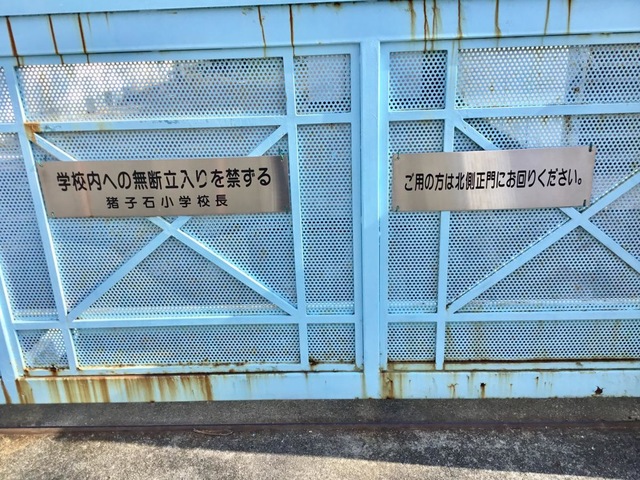 学校内への無断立入りを禁ずる
猪子石小学校長
ご用の方は北側正門にお回りください。